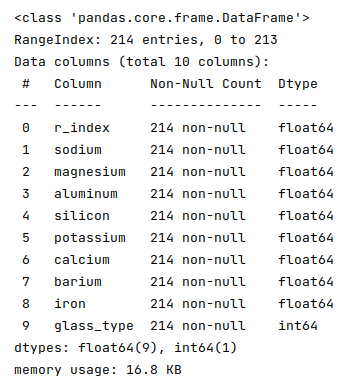 <class 'pandas.core.frame.DataFrame'>
RangeIndex: 214 entries, 0 to 213
Data columns (total 10 columns):
 #   Column      Non-Null Count  Dtype
---  ------      --------------  -----
 0   r_index     214 non-null    float64
 1   sodium      214 non-null    float64
 2   magnesium   214 non-null    float64
 3   aluminum    214 non-null    float64
 4   silicon     214 non-null    float64
 5   potassium   214 non-null    float64
 6   calcium     214 non-null    float64
 7   barium      214 non-null    float64
 8   iron        214 non-null    float64
 9   glass_type  214 non-null    int64
dtypes: float64(9), int64(1)
memory usage: 16.8 KB